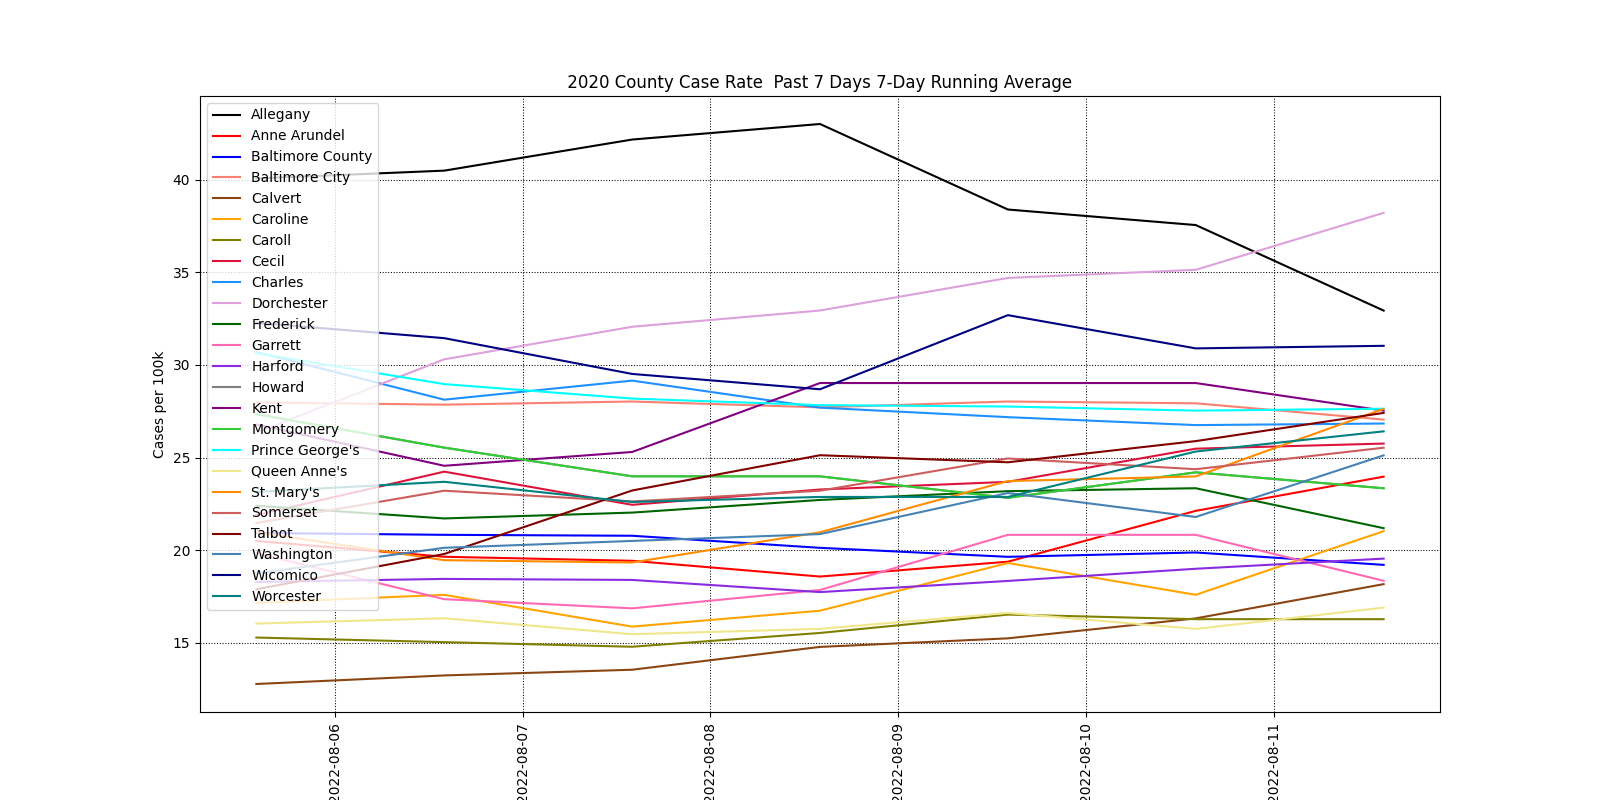 2020 County Case Rate  Past 7 Days 7-Day Running Average
Allegany
Anne Arundel
Baltimore County
Baltimore City
Calvert
Caroline
Caroll
Cecil
Charles
Dorchester
Frederick
Garrett
Harford
Howard
Kent
Montgomery
Prince George's
Queen Anne's
St. Mary's
Somerset
Talbot
Washington
Wicomico
Worcester
Cases per 100k
40
35
30
25
20
15
2022-08-06
2022-08-07
2022-08-08
2022-08-09
2022-08-10
2022-08-11